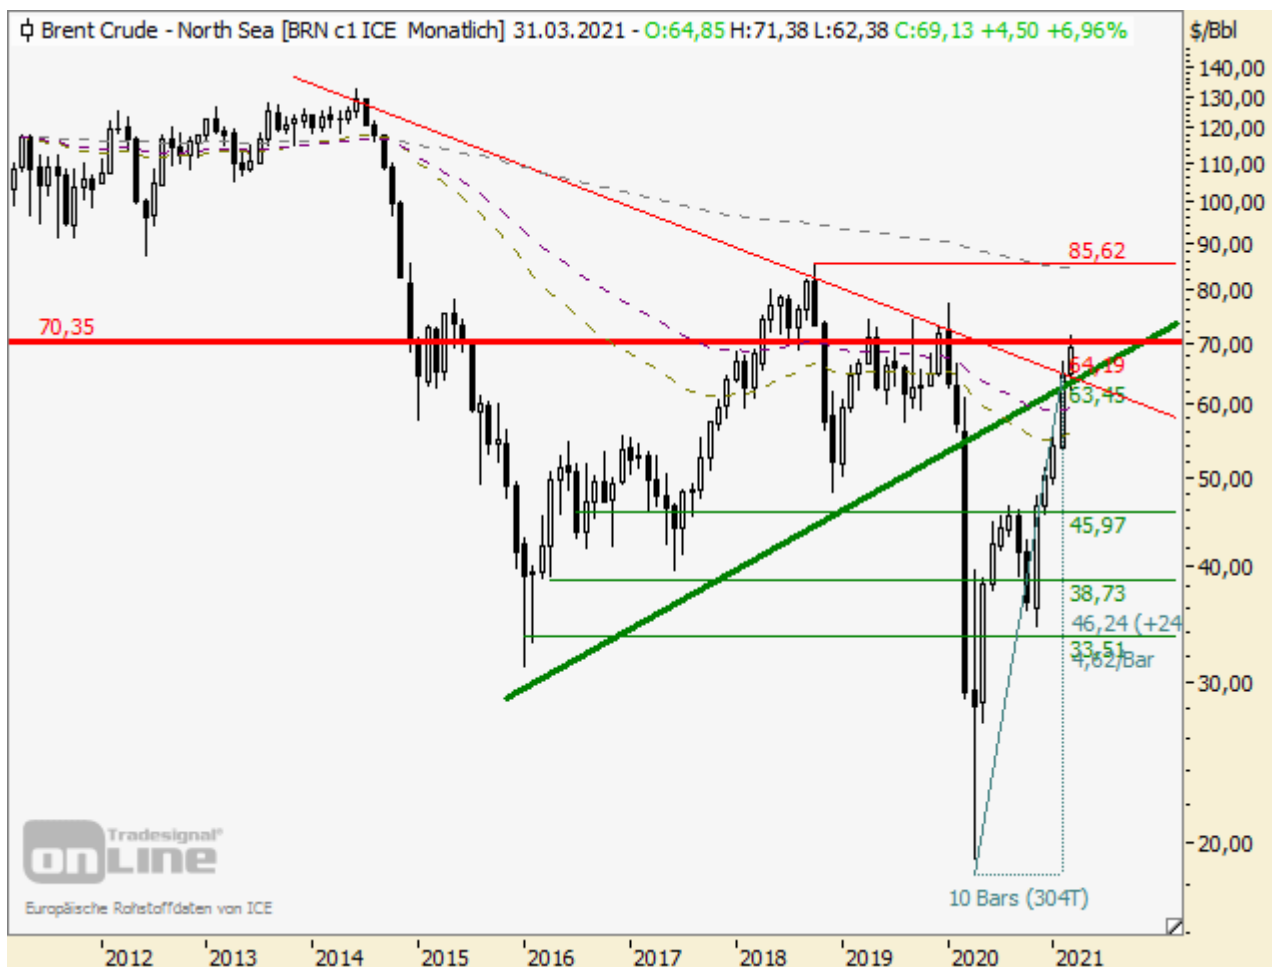 Brent Crude - North Sea [BRN c1 ICE Monatlich] 31.03.2021 - O:64,85 H:71,38 L:62,38 C:69,13 +4,50 +6,96%
$/Bbl
140,00
130,00
120,00
110,00
100,00
90,00
85,62
80,00
70,35
70,00
64,19
63,45
60,00
50,00
45,97
40,00
38,73
46,24 (+24
33,51
4,62/Bar
30,00
20,00
Tradesignal®
onLine
10 Bars (304T)
Europäische Rohstoffdaten von ICE
2012 2013 2014 2015 2016 2017 2018 2019 2020 2021